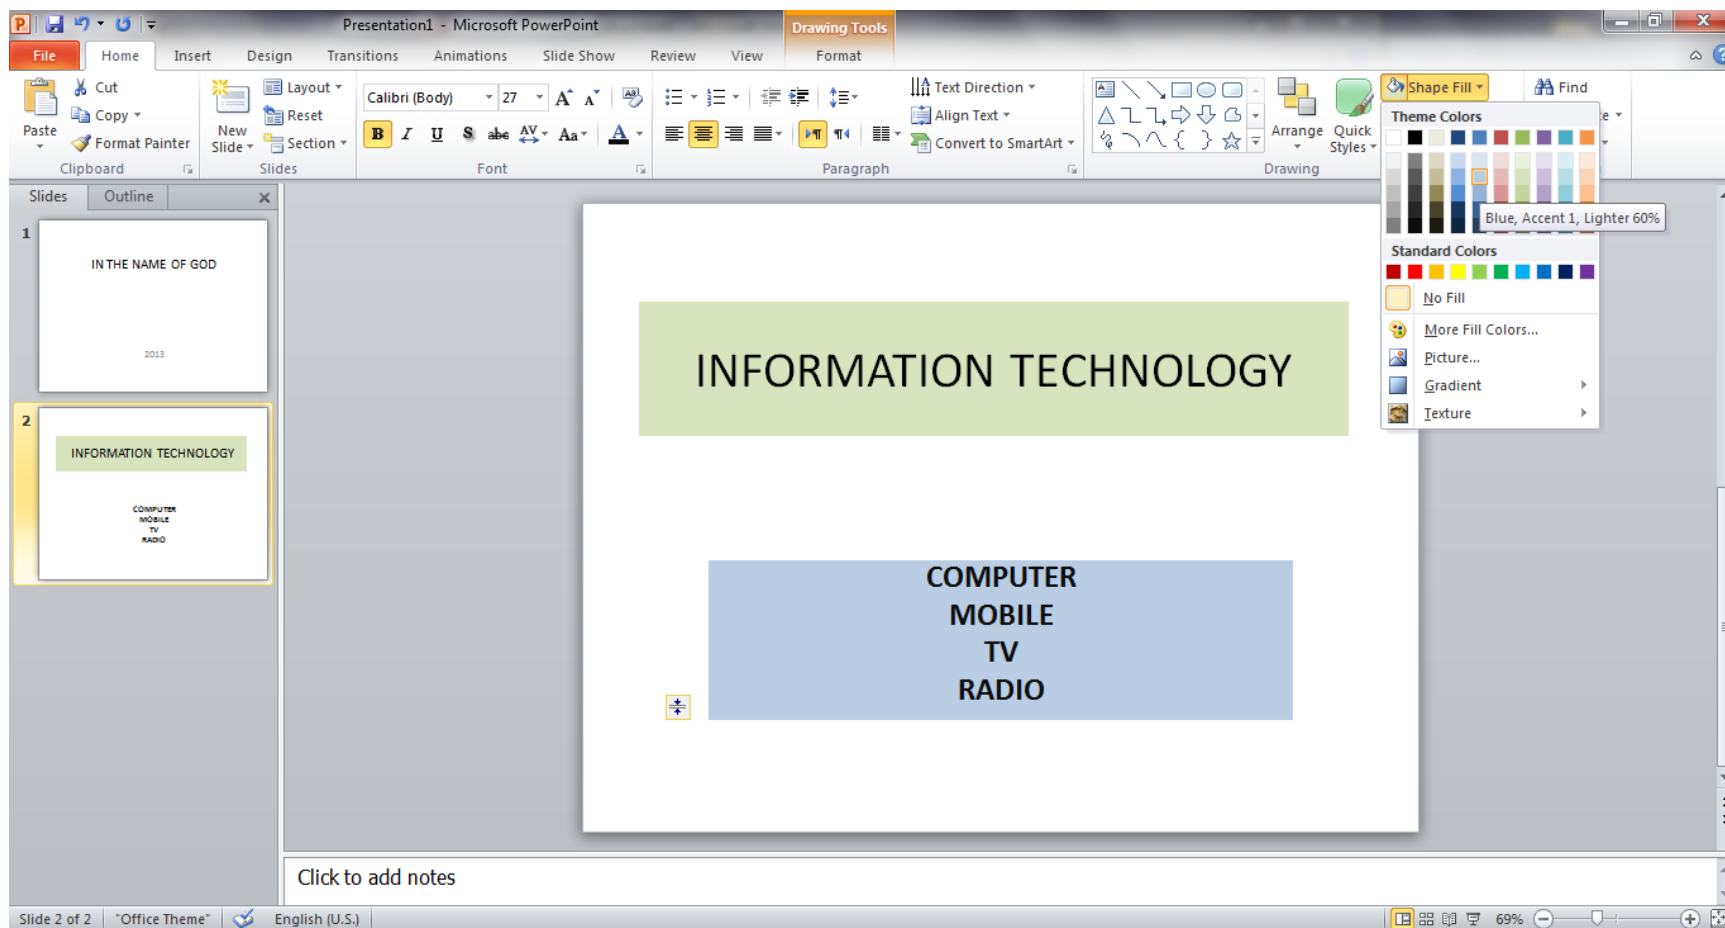 Presentation1 - Microsoft PowerPoint
Drawing Tools
File Home Insert Design Transitions Animations Slide Show Review View Format
Paste
Cut
Copy
Format Painter
Clipboard
New Slide
Layout
Reset
Section
Slides
Calibri (Body) 27
B I U S abc AV Aa A
Font
Text Direction
Align Text
Convert to SmartArt
Paragraph
Arrange
Quick Styles
Drawing
Shape Fill
Find
Theme Colors
Blue, Accent 1, Lighter 60%
Standard Colors
No Fill
More Fill Colors...
Picture...
Gradient
Texture
Slides Outline
1
IN THE NAME OF GOD
2013
2
INFORMATION TECHNOLOGY
COMPUTER
MOBILE
TV
RADIO
INFORMATION TECHNOLOGY
COMPUTER
MOBILE
TV
RADIO
Click to add notes
Slide 2 of 2 "Office Theme" English (U.S.) 69%